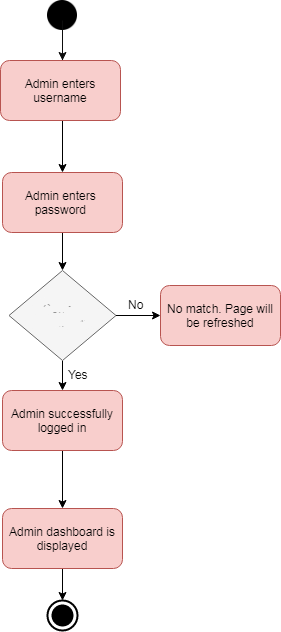 Admin enters
username
Admin enters
password
No
No match. Page will
be refreshed
Yes
Admin successfully
logged in
Admin dashboard is
displayed